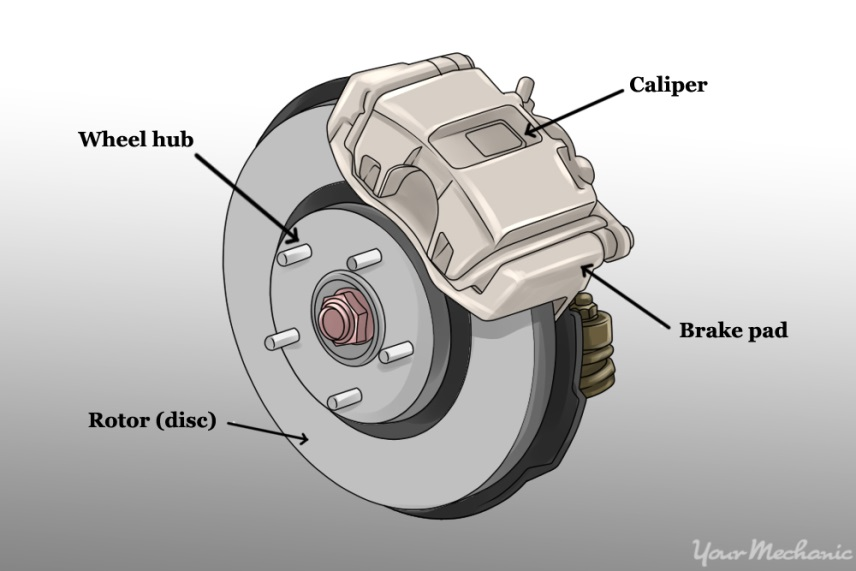 Caliper
Wheel hub
Brake pad
Rotor (disc)
YourMechanic